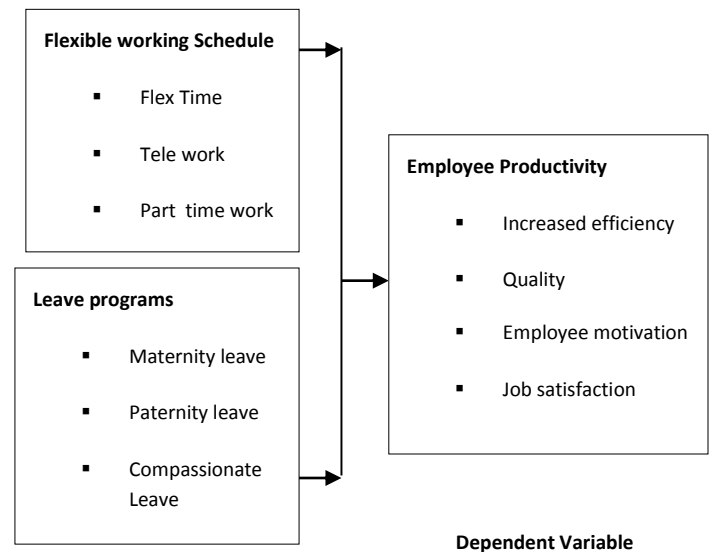 Flexible working Schedule
▪ Flex Time
▪ Tele work
▪ Part time work
Leave programs
▪ Maternity leave
▪ Paternity leave
▪ Compassionate
Leave
Employee Productivity
▪ Increased efficiency
▪ Quality
▪ Employee motivation
▪ Job satisfaction
Dependent Variable